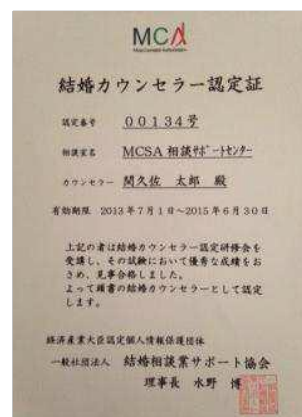 MCA
結婚カウンセラー認定証
認定番号 00134号
相談室名 MCSA 相談サポートセンター
カウンセラー 関久佐 太郎 殿
有効期限 2013年7月1日~2015年6月30日
上記の者は結婚カウンセラー認定研修会を
受講し、その試験において優秀な成績をお
さめ、見事合格しました。
よって頭書の結婚カウンセラーとして認定
します。
経済産業大臣認定個人情報保護団体
一般社団法人 結婚相談業サポート協会
理事長 水野 博